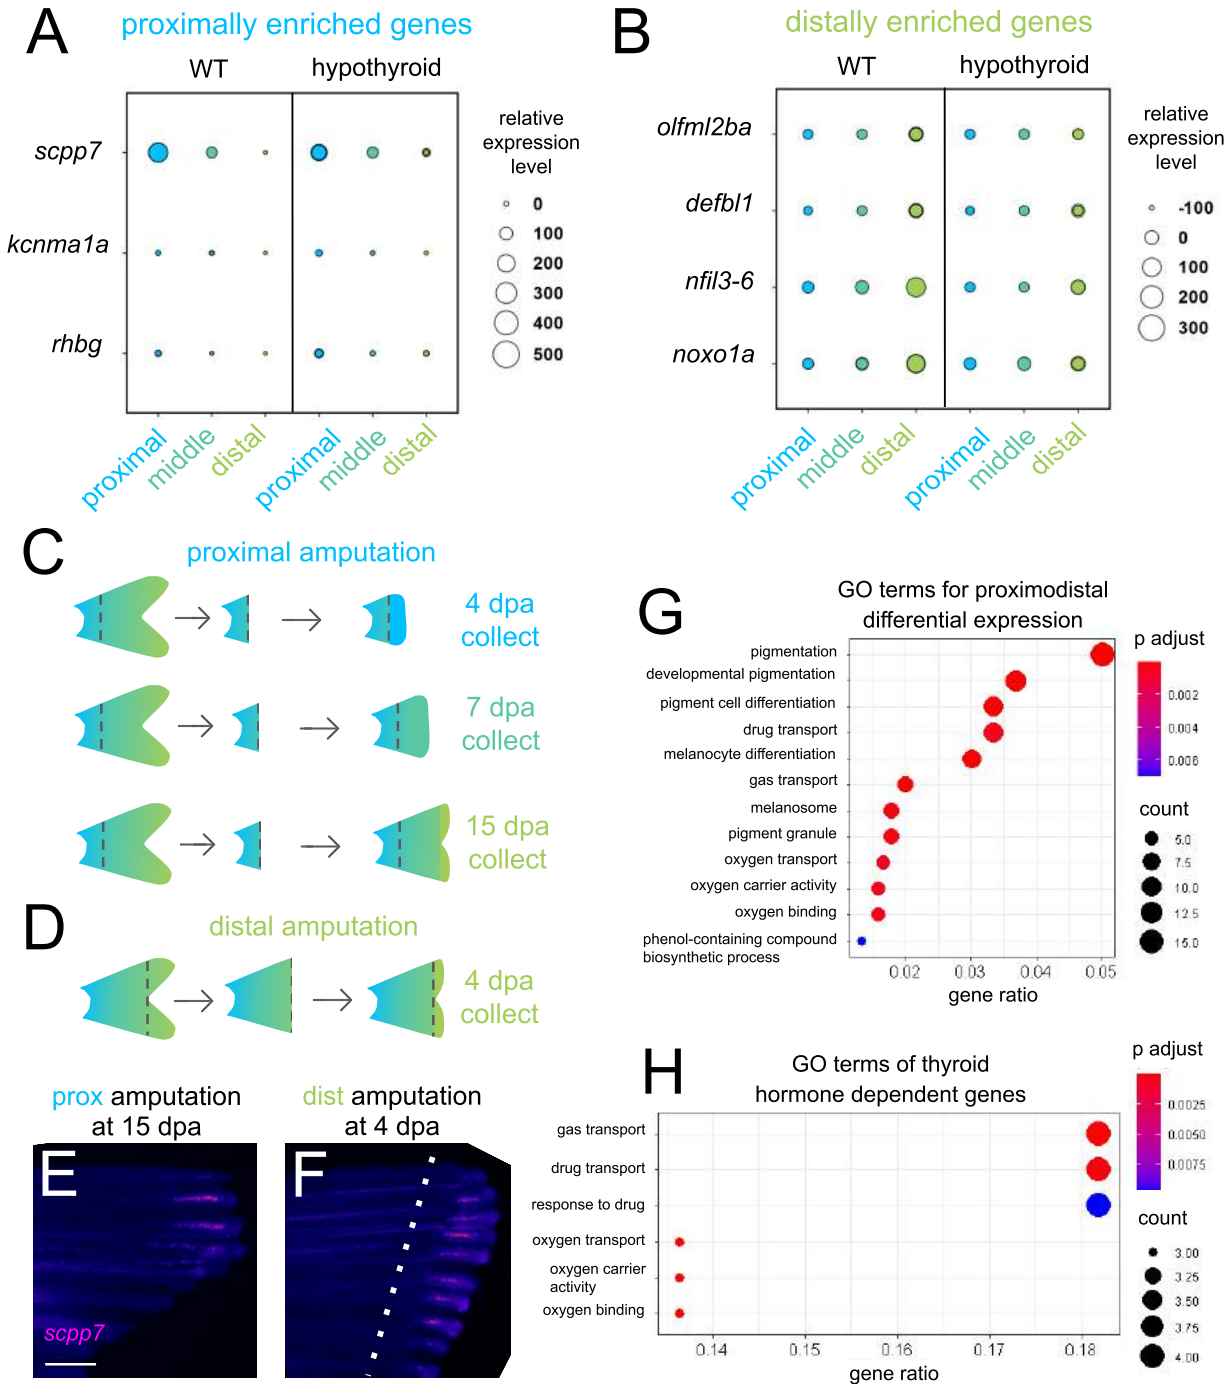 A
proximally enriched genes
WT
hypothyroid
scpp7
kcnma1a
rhbg
proximal
middle
distal
proximal
middle
distal
relative
expression
level
0
100
200
300
400
500
B
distally enriched genes
WT
hypothyroid
olfml2ba
defbl1
nfil3-6
noxo1a
proximal
middle
distal
proximal
middle
distal
relative
expression
level
-100
0
100
200
300
C
proximal amputation
4 dpa
collect
7 dpa
collect
15 dpa
collect
D
distal amputation
4 dpa
collect
prox amputation
at 15 dpa
E
scpp7
dist amputation
at 4 dpa
F
G
GO terms for proximodistal
differential expression
pigmentation
developmental pigmentation
pigment cell differentiation
drug transport
melanocyte differentiation
gas transport
melanosome
pigment granule
oxygen transport
oxygen carrier activity
oxygen binding
phenol-containing compound
biosynthetic process
0.02
0.03
0.04
0.05
gene ratio
p adjust
0.002
0.004
0.006
count
5.0
7.5
10.0
12.5
15.0
H
GO terms of thyroid
hormone dependent genes
gas transport
drug transport
response to drug
oxygen transport
oxygen carrier
activity
oxygen binding
0.14
0.15
0.16
0.17
0.18
gene ratio
p adjust
0.0025
0.0050
0.0075
count
3.00
3.25
3.50
3.75
4.00